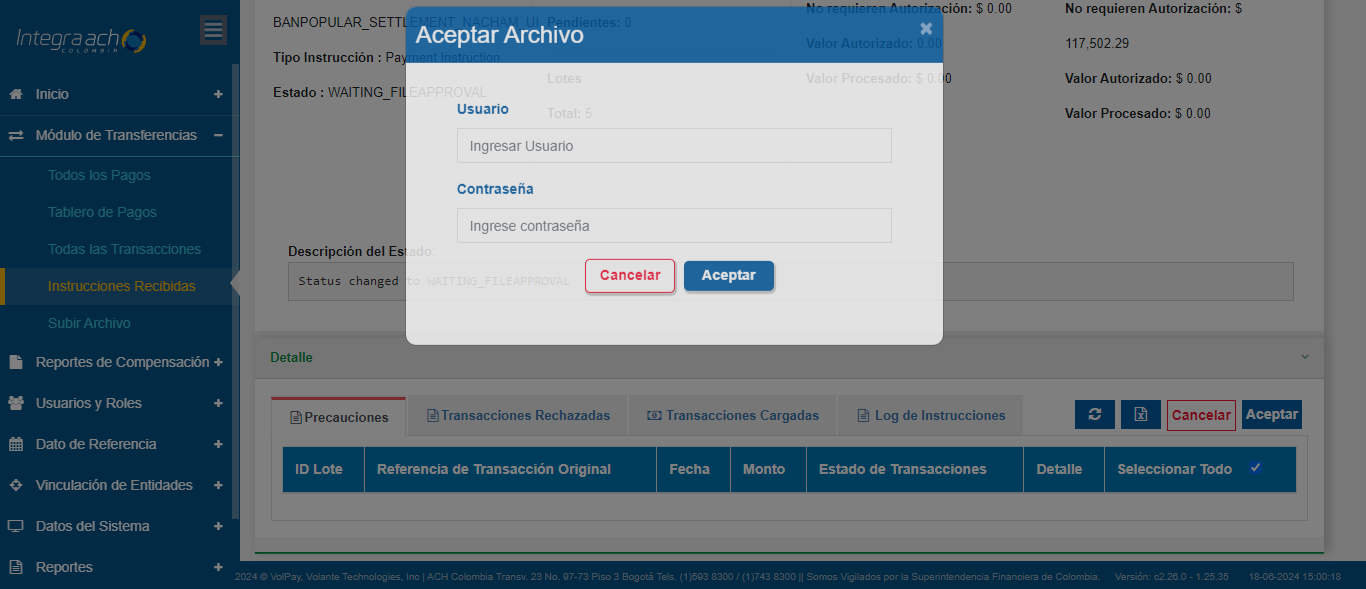 Integra ach
COLOMBIA
Inicio
Módulo de Transferencias
Todos los Pagos
Tablero de Pagos
Todas las Transacciones
Instrucciones Recibidas
Subir Archivo
Reportes de Compensación
Usuarios y Roles
Dato de Referencia
Vinculación de Entidades
Datos del Sistema
Reportes
BANPOPULAR_SETTLEMENT_NACHAM_UI
Tipo Instrucción : Payment Instruction
Estado : WAITING_FILEAPPROVAL
Pendientes: 0
Lotes
Total: 5
No requieren Autorización: $ 0.00
Valor Autorizado: 0.00
Valor Procesado: $ 0.00
No requieren Autorización: $
117,502.29
Valor Autorizado: $ 0.00
Valor Procesado: $ 0.00
Aceptar Archivo
×
Usuario
Ingresar Usuario
Contraseña
Ingrese contraseña
Cancelar Aceptar
Descripción del Estado:
Status changed to WAITING_FILEAPPROVAL
Detalle
Precauciones Transacciones Rechazadas Transacciones Cargadas Log de Instrucciones Cancelar Aceptar
ID Lote Referencia de Transacción Original Fecha Monto Estado de Transacciones Detalle Seleccionar Todo
2024 © VolPay, Volante Technologies, Inc | ACH Colombia Transv. 23 No. 97-73 Piso 3 Bogotá Tels. (1)593 8300 / (1)743 8300 || Somos Vigilados por la Superintendencia Financiera de Colombia. Versión: c2.26.0 - 1.25.35 18-06-2024 15:00:18